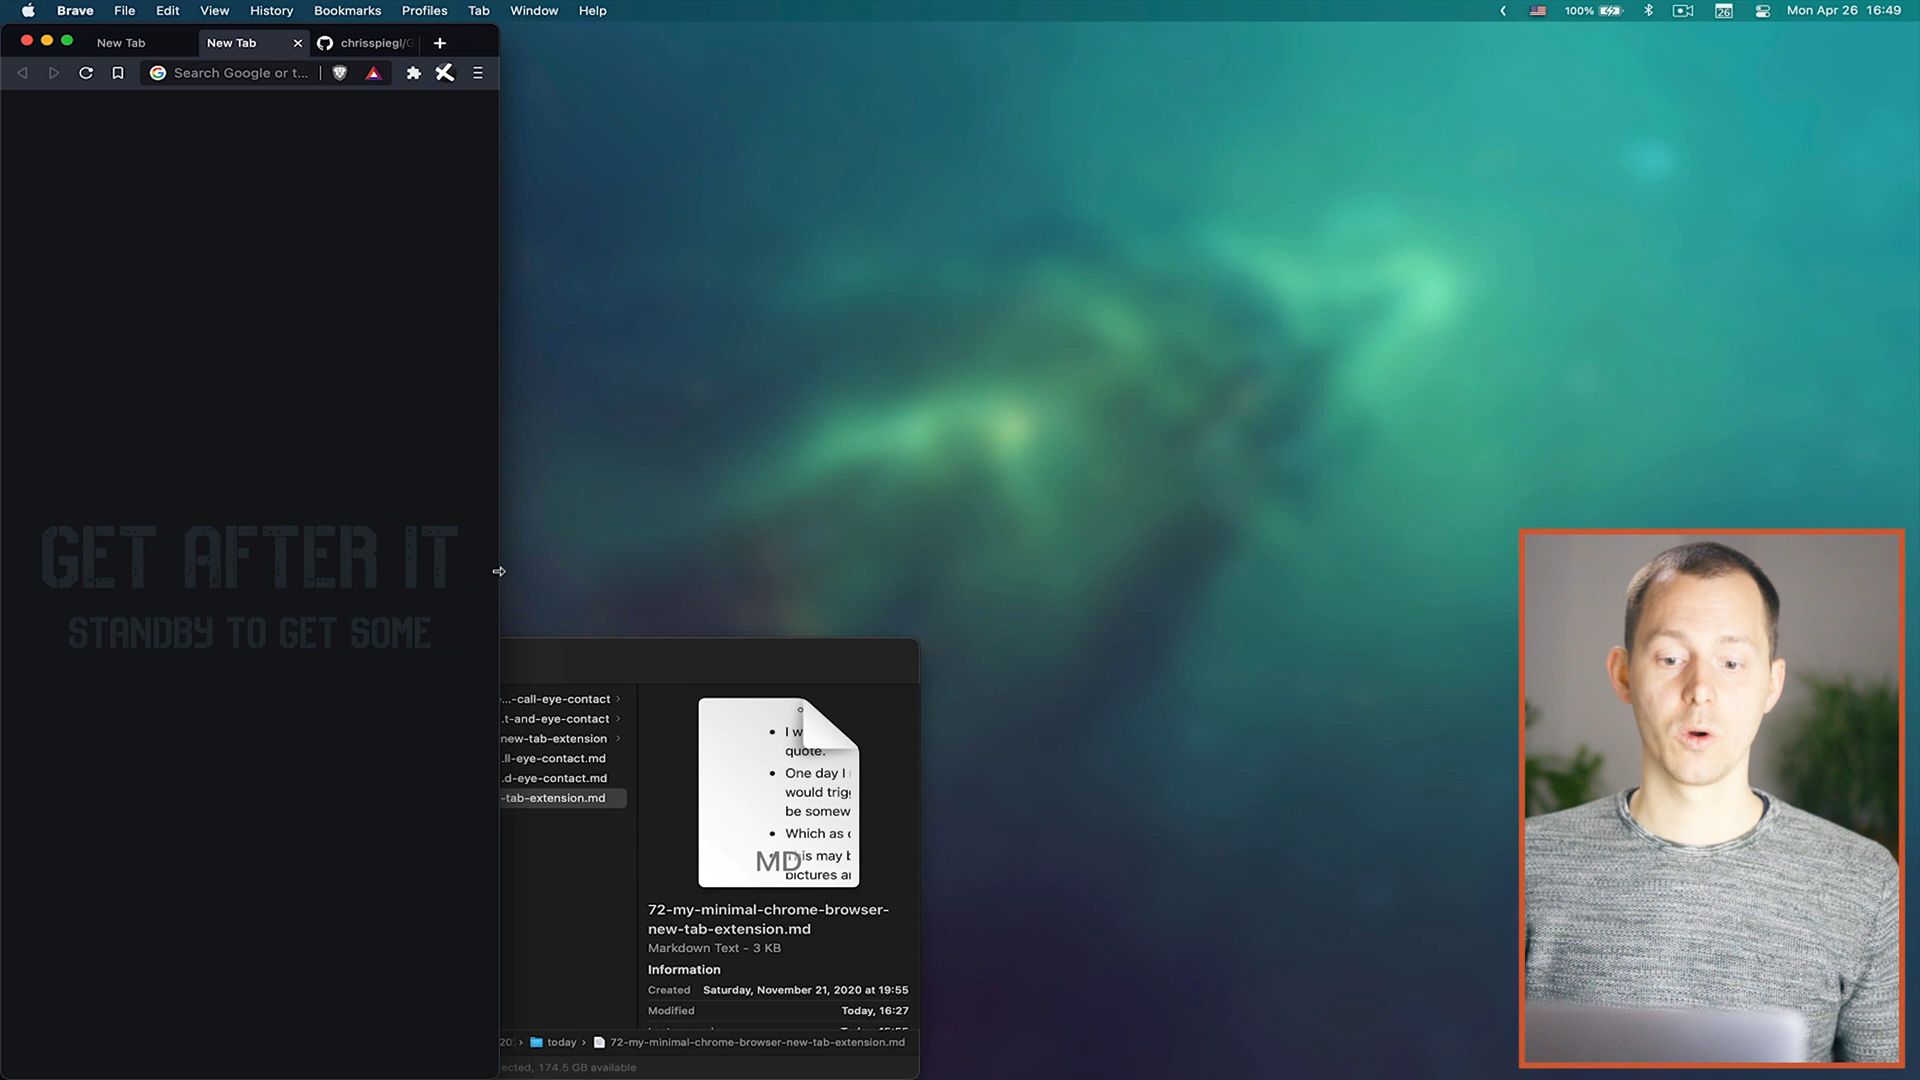 Brave File Edit View History Bookmarks Profiles Tab Window Help
100% 26 Mon Apr 26 16:49
New Tab New Tab chrisspiegl/G
Search Google or t...
GET AFTER IT
STANDBY TO GET SOME
...-call-eye-contact
.t-and-eye-contact
new-tab-extension
.ll-eye-contact.md
.d-eye-contact.md
-tab-extension.md
I w
quote.
One day I
would trig
be somew
Which as
This may b
pictures a
MD
72-my-minimal-chrome-browser-
new-tab-extension.md
Markdown Text - 3 KB
Information
Created Saturday, November 21, 2020 at 19:55
Modified Today, 16:27
20 today 72-my-minimal-chrome-browser-new-tab-extension.md
ected, 174.5 GB available